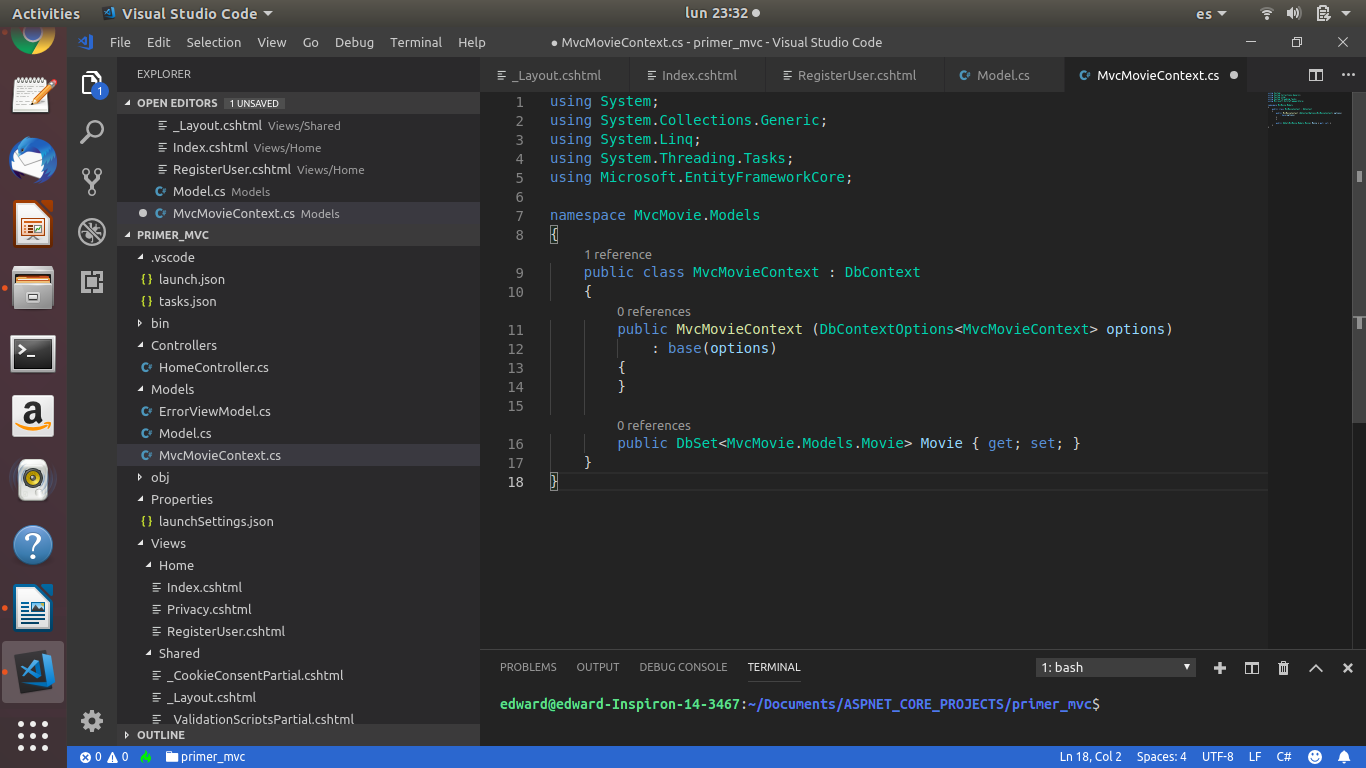 Activities
Visual Studio Code
lun 23:32
es
File Edit Selection View Go Debug Terminal Help
● MvcMovieContext.cs - primer_mvc - Visual Studio Code
1
EXPLORER
OPEN EDITORS 1 UNSAVED
_Layout.cshtml Views/Shared
Index.cshtml Views/Home
RegisterUser.cshtml Views/Home
Model.cs Models
MvcMovieContext.cs Models
PRIMER_MVC
.vscode
{} launch.json
{} tasks.json
bin
Controllers
HomeController.cs
Models
ErrorViewModel.cs
Model.cs
MvcMovieContext.cs
obj
Properties
{} launchSettings.json
Views
Home
Index.cshtml
Privacy.cshtml
RegisterUser.cshtml
Shared
_CookieConsentPartial.cshtml
_Layout.cshtml
_ValidationScriptsPartial.cshtml
OUTLINE
_Layout.cshtml Index.cshtml RegisterUser.cshtml Model.cs MvcMovieContext.cs
1 using System;
2 using System.Collections.Generic;
3 using System.Linq;
4 using System.Threading.Tasks;
5 using Microsoft.EntityFrameworkCore;
6
7 namespace MvcMovie.Models
8 {
1 reference
9 public class MvcMovieContext : DbContext
10 {
0 references
11 public MvcMovieContext (DbContextOptions<MvcMovieContext> options)
12 : base(options)
13 {
14 }
15
0 references
16 public DbSet<MvcMovie.Models.Movie> Movie { get; set; }
17 }
18 }
PROBLEMS OUTPUT DEBUG CONSOLE TERMINAL
1: bash
edward@edward-Inspiron-14-3467:~/Documents/ASPNET_CORE_PROJECTS/primer_mvc$
0 0 primer_mvc
Ln 18, Col 2 Spaces: 4 UTF-8 LF C#